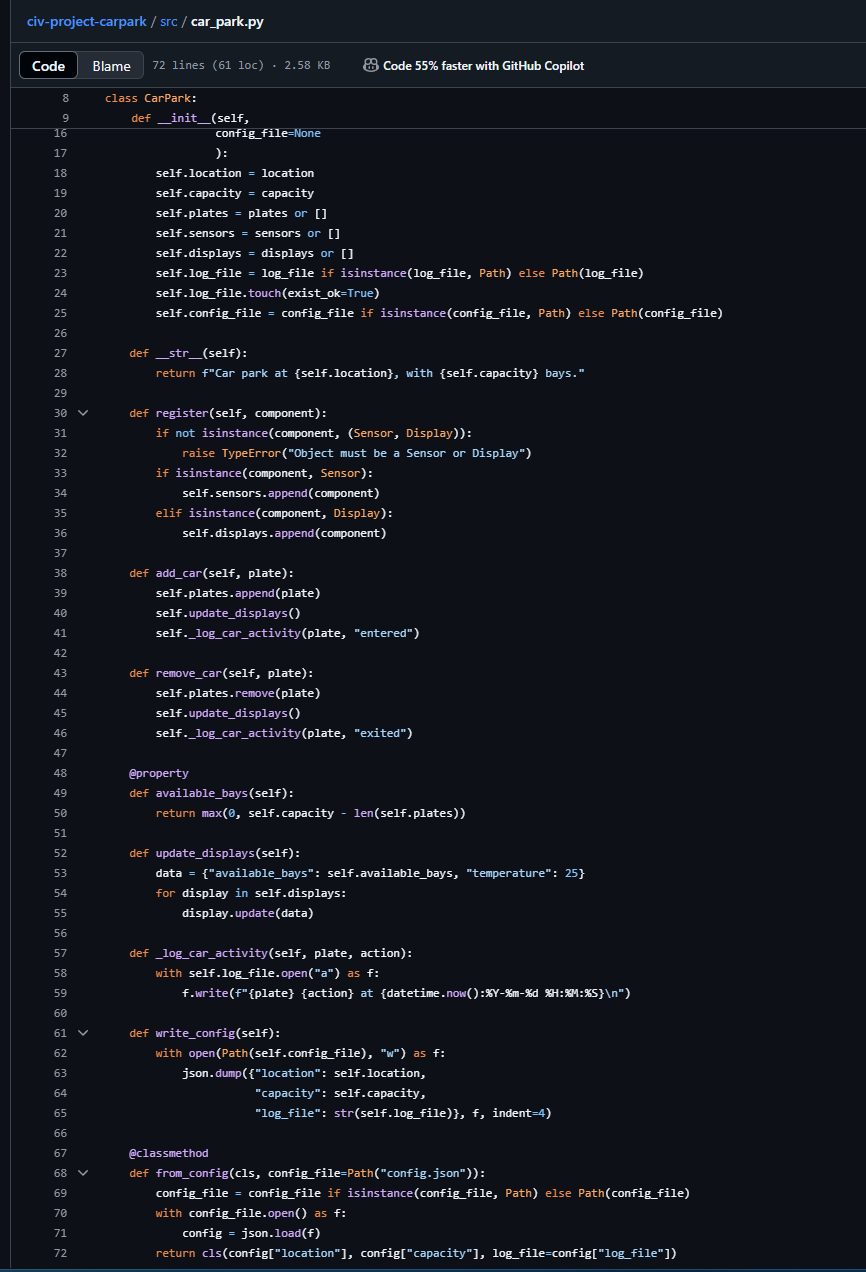 civ-project-carpark / src / car_park.py
Code Blame 72 lines (61 loc) · 2.58 KB Code 55% faster with GitHub Copilot
8 class CarPark:
9 def __init__(self,
16 config_file=None
17 ):
18 self.location = location
19 self.capacity = capacity
20 self.plates = plates or []
21 self.sensors = sensors or []
22 self.displays = displays or []
23 self.log_file = log_file if isinstance(log_file, Path) else Path(log_file)
24 self.log_file.touch(exist_ok=True)
25 self.config_file = config_file if isinstance(config_file, Path) else Path(config_file)
26
27 def __str__(self):
28 return f"Car park at {self.location}, with {self.capacity} bays."
29
30 def register(self, component):
31 if not isinstance(component, (Sensor, Display)):
32 raise TypeError("Object must be a Sensor or Display")
33 if isinstance(component, Sensor):
34 self.sensors.append(component)
35 elif isinstance(component, Display):
36 self.displays.append(component)
37
38 def add_car(self, plate):
39 self.plates.append(plate)
40 self.update_displays()
41 self._log_car_activity(plate, "entered")
42
43 def remove_car(self, plate):
44 self.plates.remove(plate)
45 self.update_displays()
46 self._log_car_activity(plate, "exited")
47
48 @property
49 def available_bays(self):
50 return max(0, self.capacity - len(self.plates))
51
52 def update_displays(self):
53 data = {"available_bays": self.available_bays, "temperature": 25}
54 for display in self.displays:
55 display.update(data)
56
57 def _log_car_activity(self, plate, action):
58 with self.log_file.open("a") as f:
59 f.write(f"{plate} {action} at {datetime.now():%Y-%m-%d %H:%M:%S}\n")
60
61 def write_config(self):
62 with open(Path(self.config_file), "w") as f:
63 json.dump({"location": self.location,
64 "capacity": self.capacity,
65 "log_file": str(self.log_file)}, f, indent=4)
66
67 @classmethod
68 def from_config(cls, config_file=Path("config.json")):
69 config_file = config_file if isinstance(config_file, Path) else Path(config_file)
70 with config_file.open() as f:
71 config = json.load(f)
72 return cls(config["location"], config["capacity"], log_file=config["log_file"])